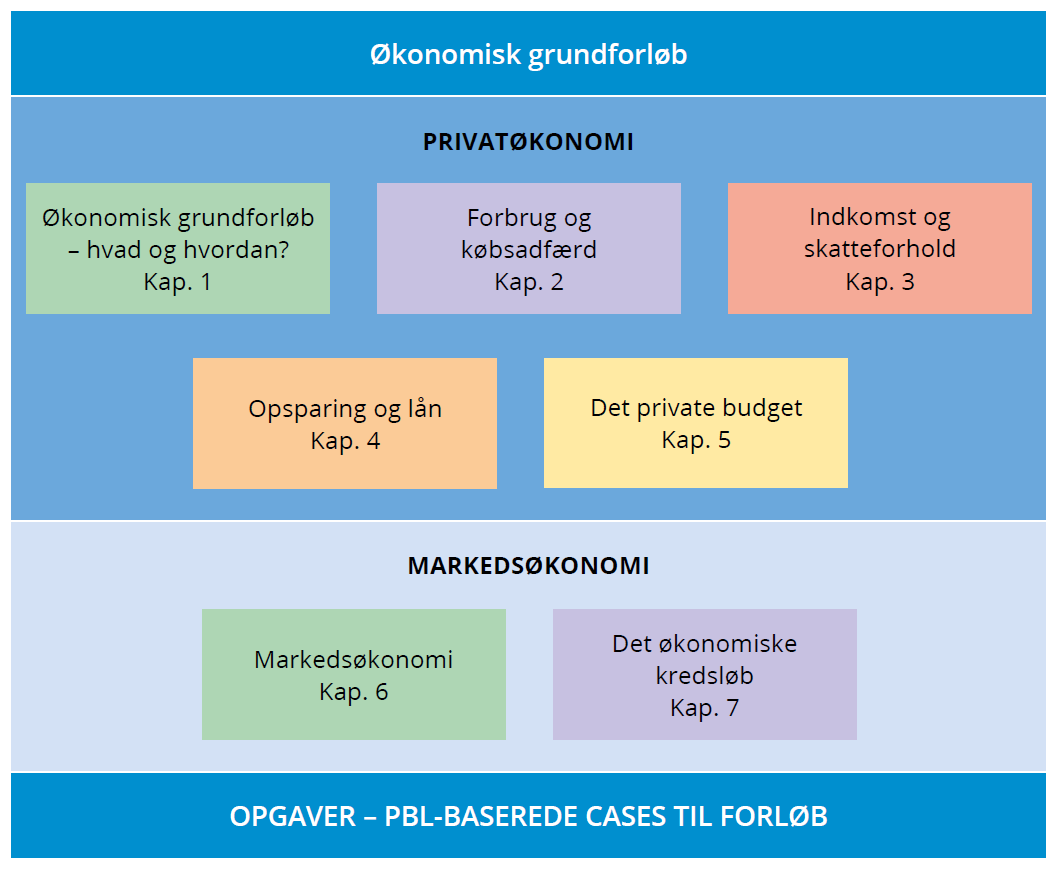 Økonomisk grundforløb
PRIVATØKONOMI
Økonomisk grundforløb
– hvad og hvordan?
Kap. 1
Forbrug og
købsadfærd
Kap. 2
Indkomst og
skatteforhold
Kap. 3
Opsparing og lån
Kap. 4
Det private budget
Kap. 5
MARKEDSØKONOMI
Markedsøkonomi
Kap. 6
Det økonomiske
kredsløb
Kap. 7
OPGAVER – PBL-BASEREDE CASES TIL FORLØB